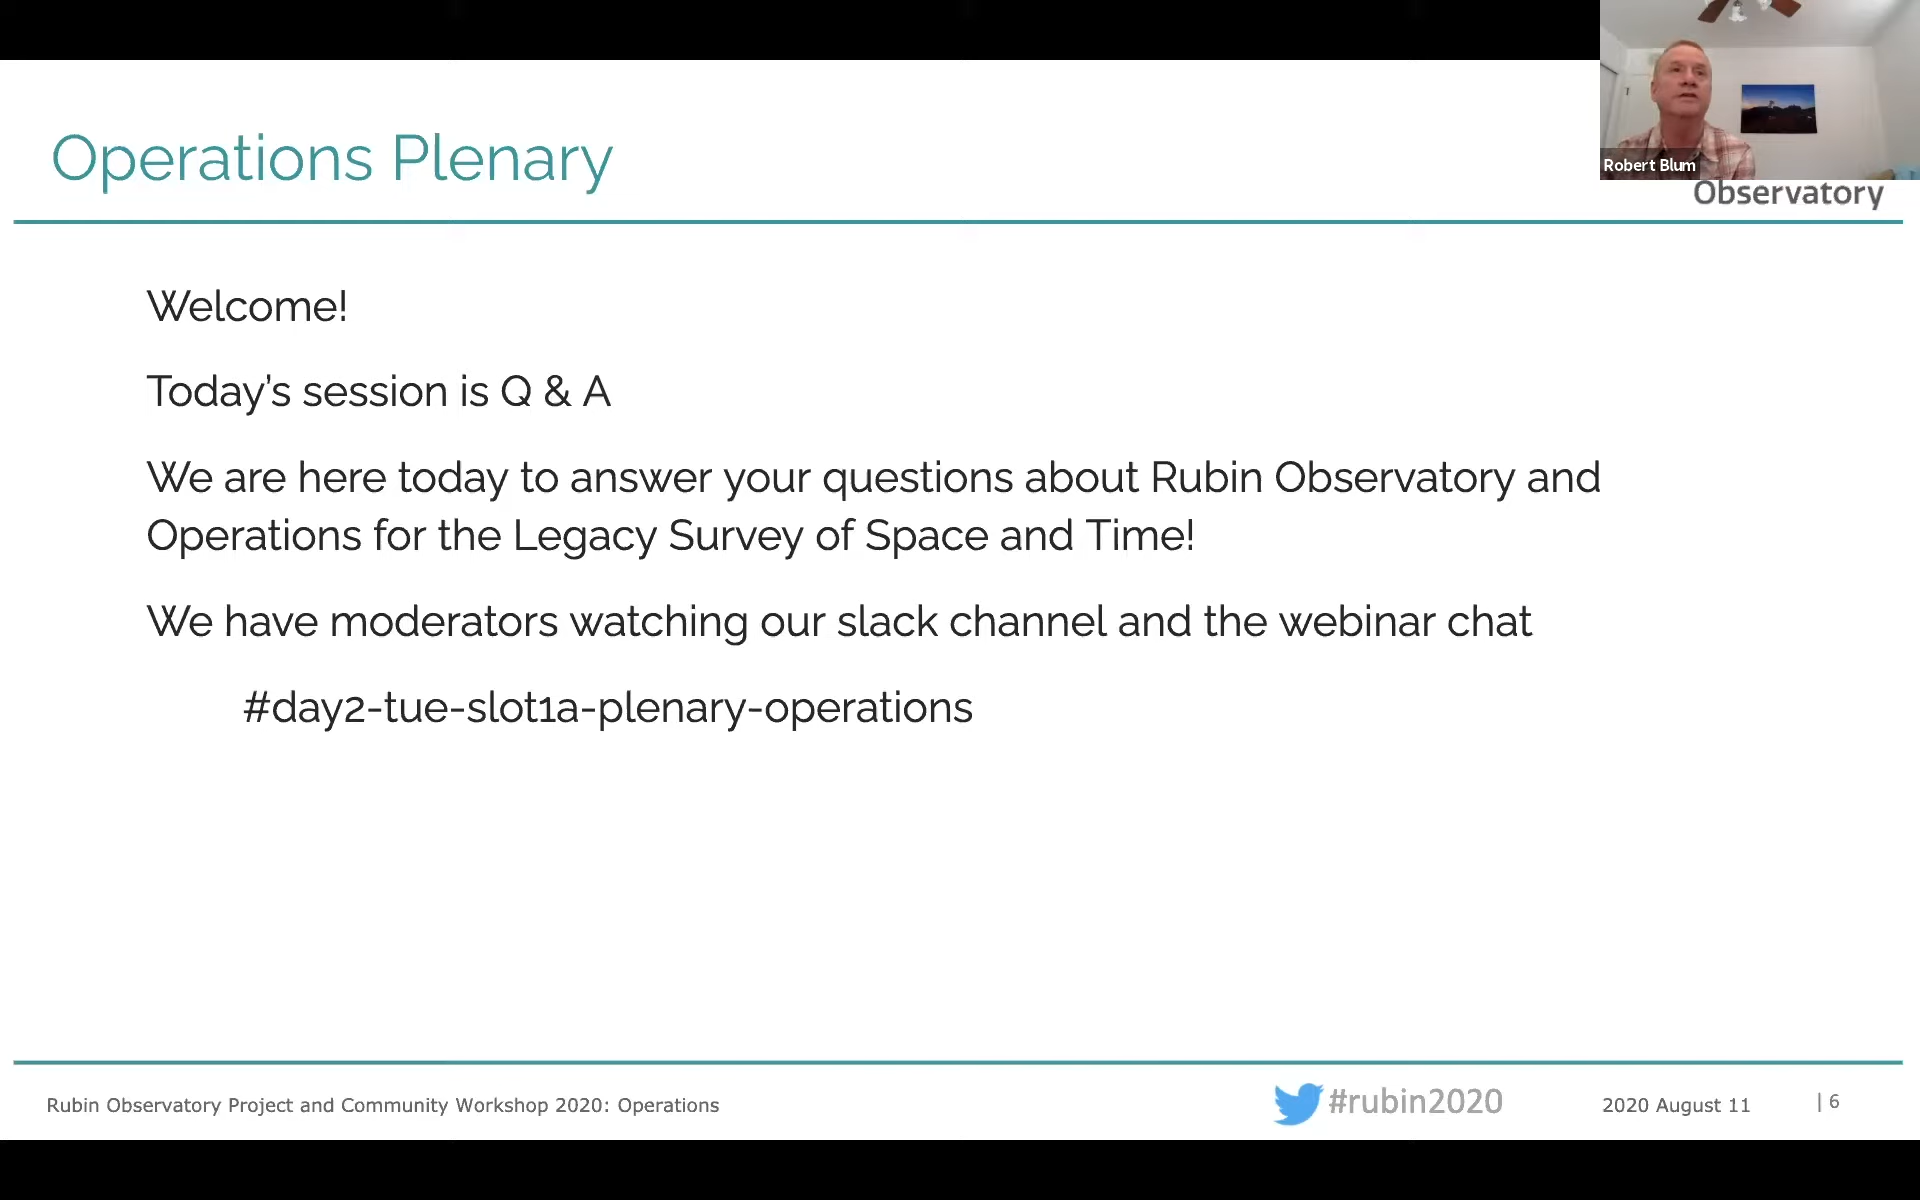 Robert Blum
Observatory
Operations Plenary
Welcome!
Today's session is Q & A
We are here today to answer your questions about Rubin Observatory and
Operations for the Legacy Survey of Space and Time!
We have moderators watching our slack channel and the webinar chat
#day2-tue-slot1a-plenary-operations
Rubin Observatory Project and Community Workshop 2020: Operations
#rubin2020
2020 August 11
| 6